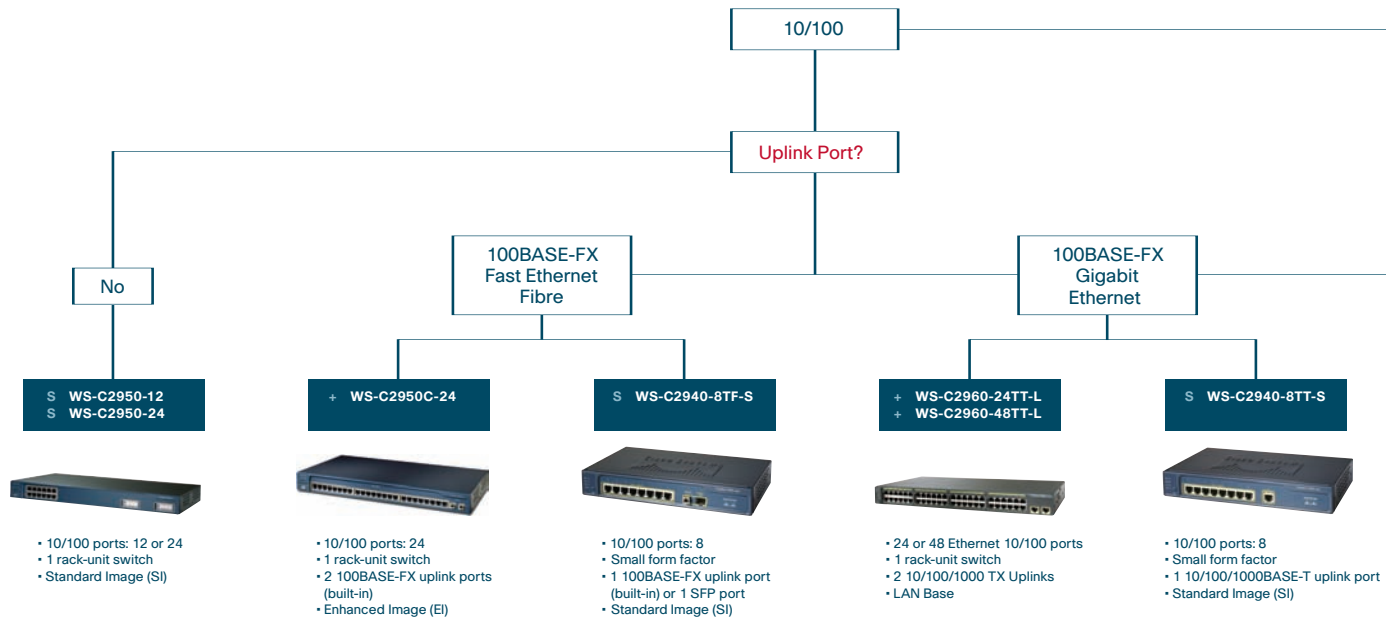 10/100
Uplink Port?
No
100BASE-FX
Fast Ethernet
Fibre
100BASE-FX
Gigabit
Ethernet
S WS-C2950-12
S WS-C2950-24
+ WS-C2950C-24
S WS-C2940-8TF-S
+ WS-C2960-24TT-L
+ WS-C2960-48TT-L
S WS-C2940-8TT-S
▪ 10/100 ports: 12 or 24
▪ 1 rack-unit switch
▪ Standard Image (SI)
▪ 10/100 ports: 24
▪ 1 rack-unit switch
▪ 2 100BASE-FX uplink ports
(built-in)
▪ Enhanced Image (EI)
▪ 10/100 ports: 8
▪ Small form factor
▪ 1 100BASE-FX uplink port
(built-in) or 1 SFP port
▪ Standard Image (SI)
▪ 24 or 48 Ethernet 10/100 ports
▪ 1 rack-unit switch
▪ 2 10/100/1000 TX Uplinks
▪ LAN Base
▪ 10/100 ports: 8
▪ Small form factor
▪ 1 10/100/1000BASE-T uplink port
▪ Standard Image (SI)